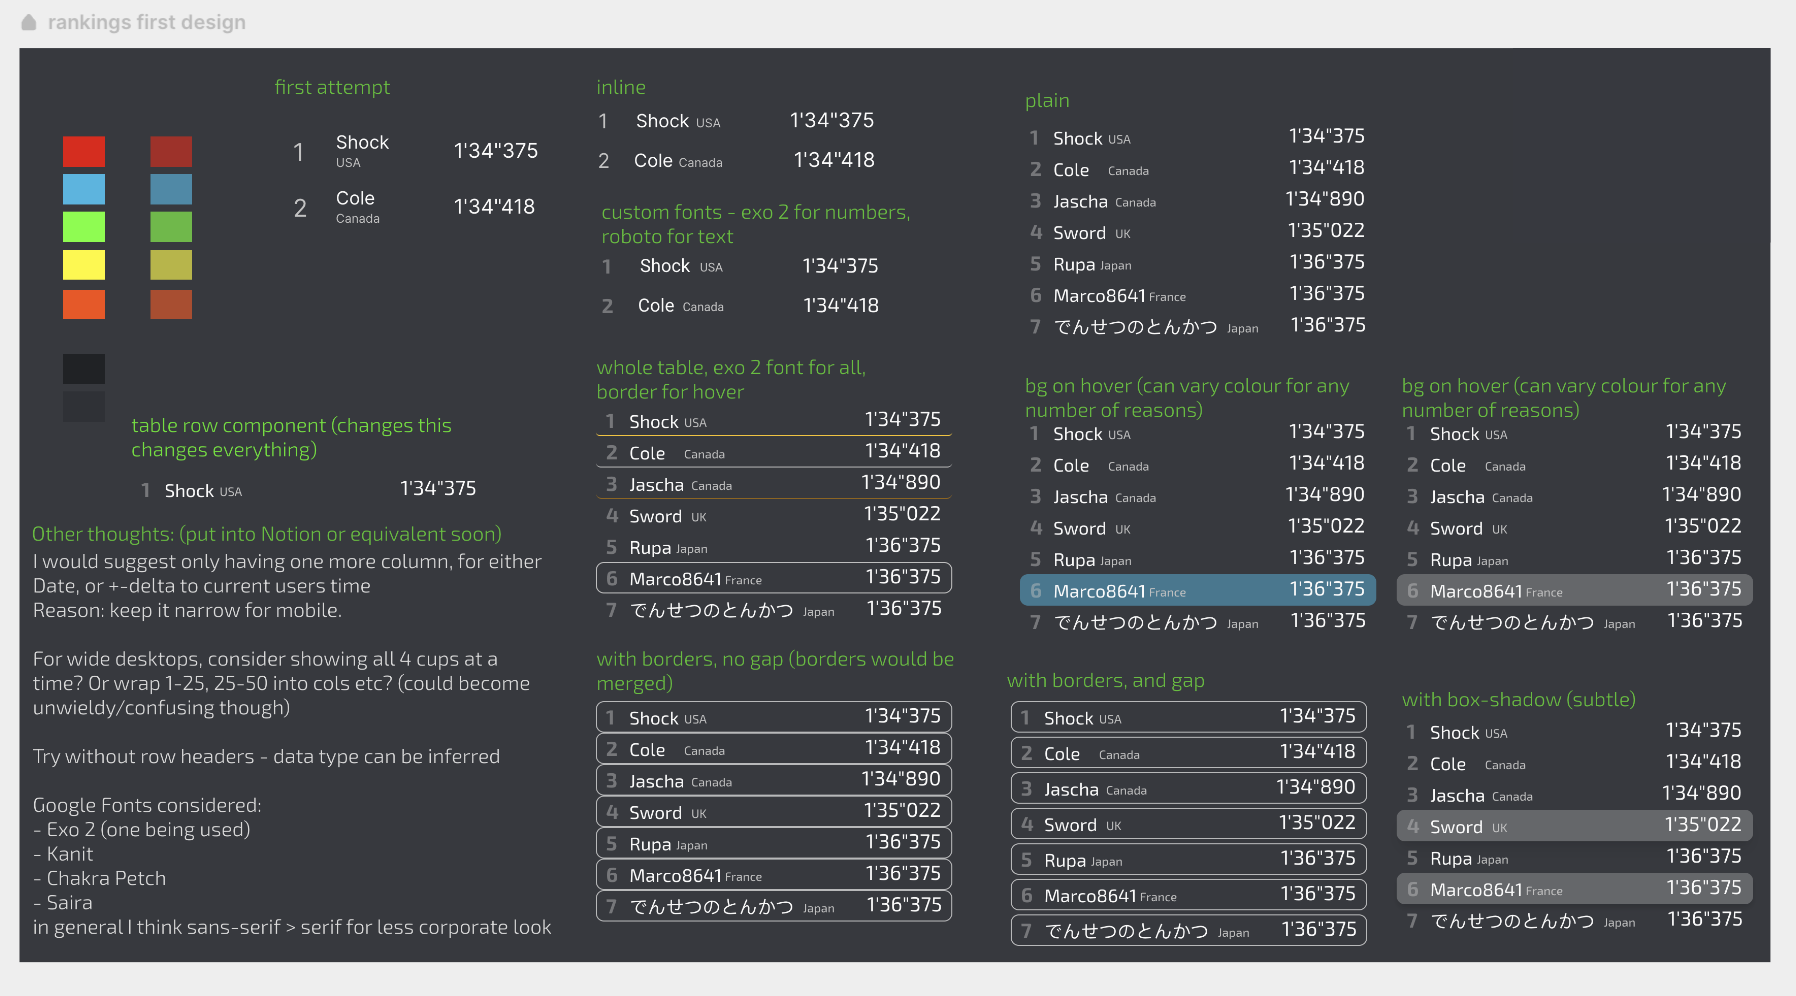 rankings first design
first attempt
1 Shock 1'34"375
USA
2 Cole 1'34"418
Canada
table row component (changes this
changes everything)
1 Shock USA 1'34"375
Other thoughts: (put into Notion or equivalent soon)
I would suggest only having one more column, for either
Date, or +-delta to current users time
Reason: keep it narrow for mobile.
For wide desktops, consider showing all 4 cups at a
time? Or wrap 1-25, 25-50 into cols etc? (could become
unwieldy/confusing though)
Try without row headers - data type can be inferred
Google Fonts considered:
- Exo 2 (one being used)
- Kanit
- Chakra Petch
- Saira
in general I think sans-serif > serif for less corporate look
inline
1 Shock USA 1'34"375
2 Cole Canada 1'34"418
custom fonts - exo 2 for numbers,
roboto for text
1 Shock USA 1'34"375
2 Cole Canada 1'34"418
whole table, exo 2 font for all,
border for hover
1 Shock USA 1'34"375
2 Cole Canada 1'34"418
3 Jascha Canada 1'34"890
4 Sword UK 1'35"022
5 Rupa Japan 1'36"375
6 Marco8641 France 1'36"375
7 でんせつのとんかつ Japan 1'36"375
with borders, no gap (borders would be
merged)
1 Shock USA 1'34"375
2 Cole Canada 1'34"418
3 Jascha Canada 1'34"890
4 Sword UK 1'35"022
5 Rupa Japan 1'36"375
6 Marco8641 France 1'36"375
7 でんせつのとんかつ Japan 1'36"375
plain
1 Shock USA 1'34"375
2 Cole Canada 1'34"418
3 Jascha Canada 1'34"890
4 Sword UK 1'35"022
5 Rupa Japan 1'36"375
6 Marco8641 France 1'36"375
7 でんせつのとんかつ Japan 1'36"375
bg on hover (can vary colour for any
number of reasons)
1 Shock USA 1'34"375
2 Cole Canada 1'34"418
3 Jascha Canada 1'34"890
4 Sword UK 1'35"022
5 Rupa Japan 1'36"375
6 Marco8641 France 1'36"375
7 でんせつのとんかつ Japan 1'36"375
with borders, and gap
1 Shock USA 1'34"375
2 Cole Canada 1'34"418
3 Jascha Canada 1'34"890
4 Sword UK 1'35"022
5 Rupa Japan 1'36"375
6 Marco8641 France 1'36"375
7 でんせつのとんかつ Japan 1'36"375
bg on hover (can vary colour for any
number of reasons)
1 Shock USA 1'34"375
2 Cole Canada 1'34"418
3 Jascha Canada 1'34"890
4 Sword UK 1'35"022
5 Rupa Japan 1'36"375
6 Marco8641 France 1'36"375
7 でんせつのとんかつ Japan 1'36"375
with box-shadow (subtle)
1 Shock USA 1'34"375
2 Cole Canada 1'34"418
3 Jascha Canada 1'34"890
4 Sword UK 1'35"022
5 Rupa Japan 1'36"375
6 Marco8641 France 1'36"375
7 でんせつのとんかつ Japan 1'36"375